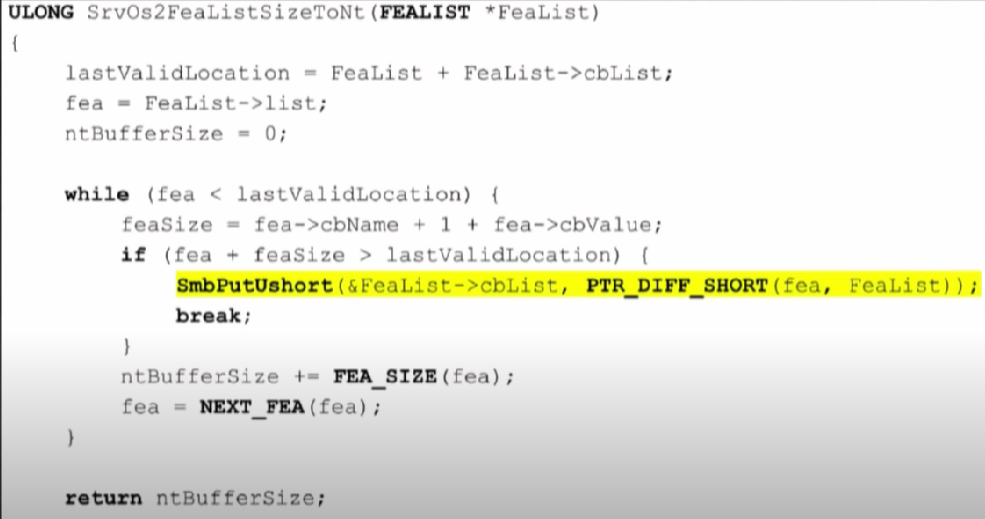 ULONG SrvOs2FeaListSizeToNt(FEALIST *FeaList)
{
lastValidLocation = FeaList + FeaList->cbList;
fea = FeaList->list;
ntBufferSize = 0;
while (fea < lastValidLocation) {
feaSize = fea->cbName + 1 + fea->cbValue;
if (fea + feaSize > lastValidLocation) {
SmbPutUshort(&FeaList->cbList, PTR_DIFF_SHORT(fea, FeaList));
break;
}
ntBufferSize += FEA_SIZE(fea);
fea = NEXT_FEA(fea);
}
return ntBufferSize;